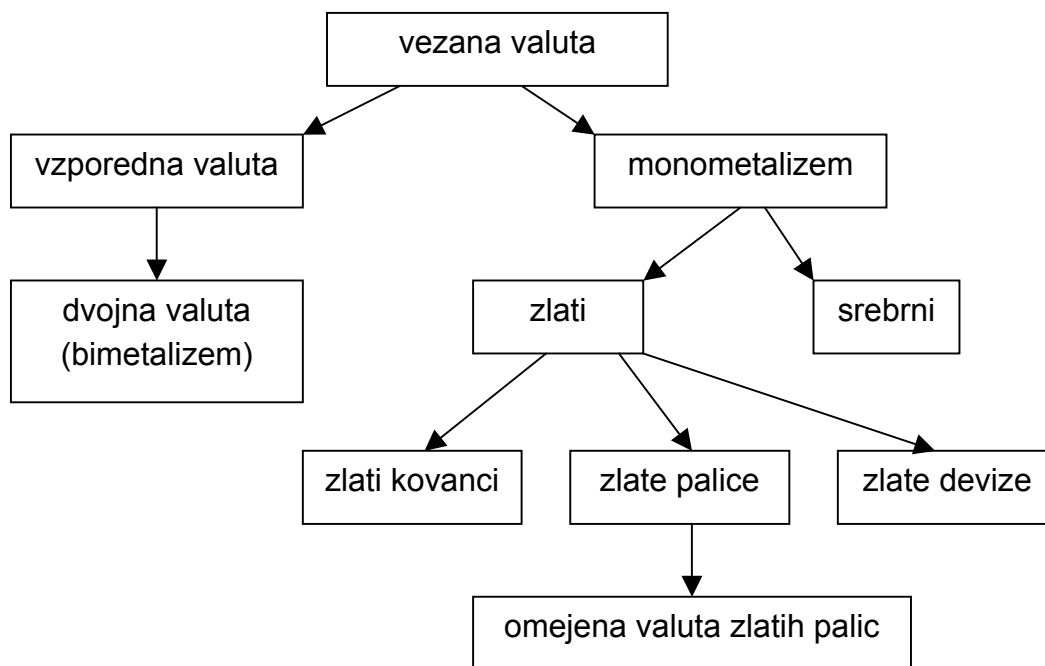 vezana valuta
vzporedna valuta
monometalizem
dvojna valuta
(bimetalizem)
zlati
srebrni
zlati kovanci
zlate palice
zlate devize
omejena valuta zlatih palic